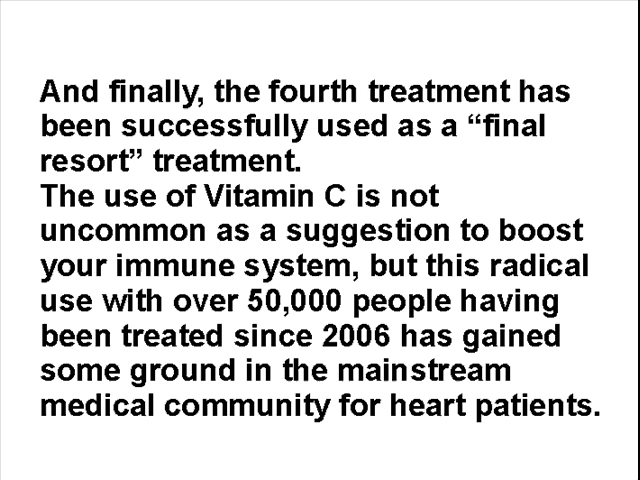 And finally, the fourth treatment has
been successfully used as a “final
resort” treatment.
The use of Vitamin C is not
uncommon as a suggestion to boost
your immune system, but this radical
use with over 50,000 people having
been treated since 2006 has gained
some ground in the mainstream
medical community for heart patients.